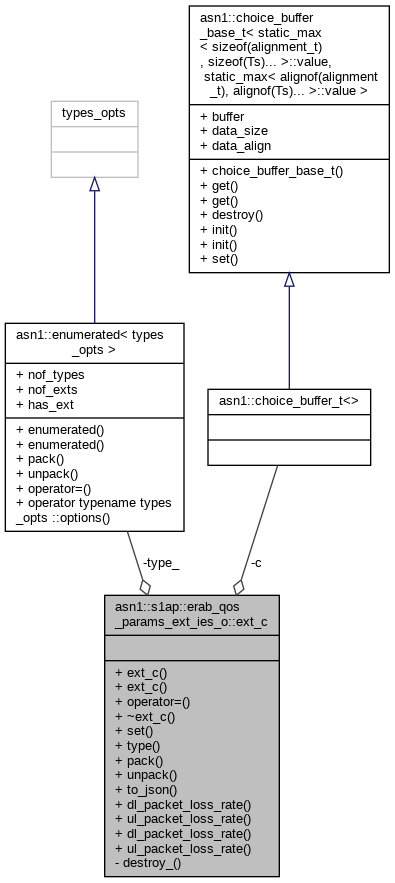 asn1::choice_buffer
_base_t< static_max
< sizeof(alignment_t)
, sizeof(Ts)... >::value,
static_max< alignof(alignment
_t), alignof(Ts)... >::value >
+ buffer
+ data_size
+ data_align
+ choice_buffer_base_t()
+ get()
+ get()
+ destroy()
+ init()
+ init()
+ set()
types_opts
asn1::enumerated< types
_opts >
+ nof_types
+ nof_exts
+ has_ext
+ enumerated()
+ enumerated()
+ pack()
+ unpack()
+ operator=()
+ operator typename types
_opts ::options()
asn1::choice_buffer_t<>
-type_
-c
asn1::s1ap::erab_qos
_params_ext_ies_o::ext_c
+ ext_c()
+ ext_c()
+ operator=()
+ ~ext_c()
+ set()
+ type()
+ pack()
+ unpack()
+ to_json()
+ dl_packet_loss_rate()
+ ul_packet_loss_rate()
+ dl_packet_loss_rate()
+ ul_packet_loss_rate()
- destroy_()